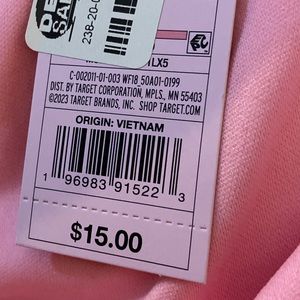 238-20-0
C-002011-01-003 WF18 50A01-0199
DIST. BY TARGET CORPORATION, MPLS., MN 55403
©2023 TARGET BRANDS, INC. SHOP TARGET.COM
ORIGIN: VIETNAM
1 96983 91522 3
$15.00